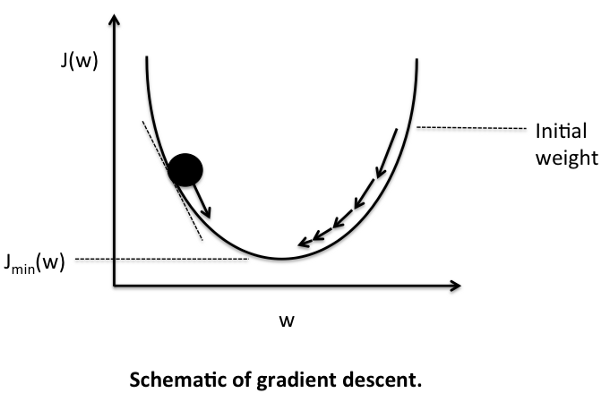 J(w)
Initial
weight
Jmin(w)
w
Schematic of gradient descent.